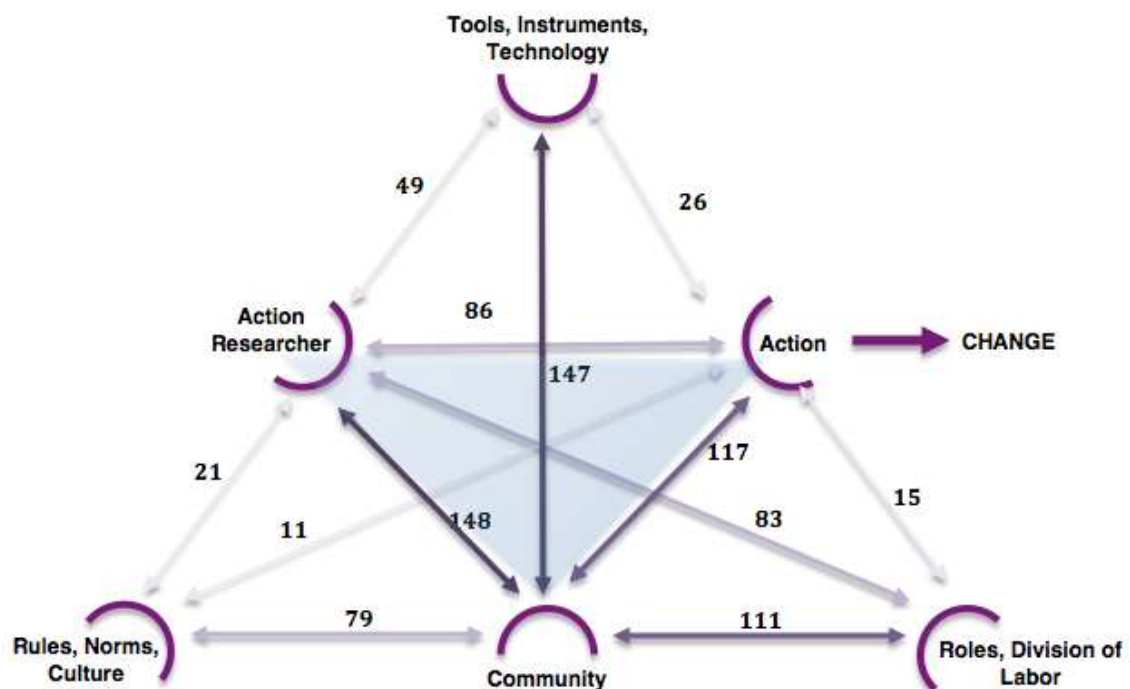 Tools, Instruments,
Technology
49
26
86
Action
Researcher
Action
CHANGE
147
117
21
148
11
83
15
79
111
Rules, Norms,
Culture
Community
Roles, Division of
Labor